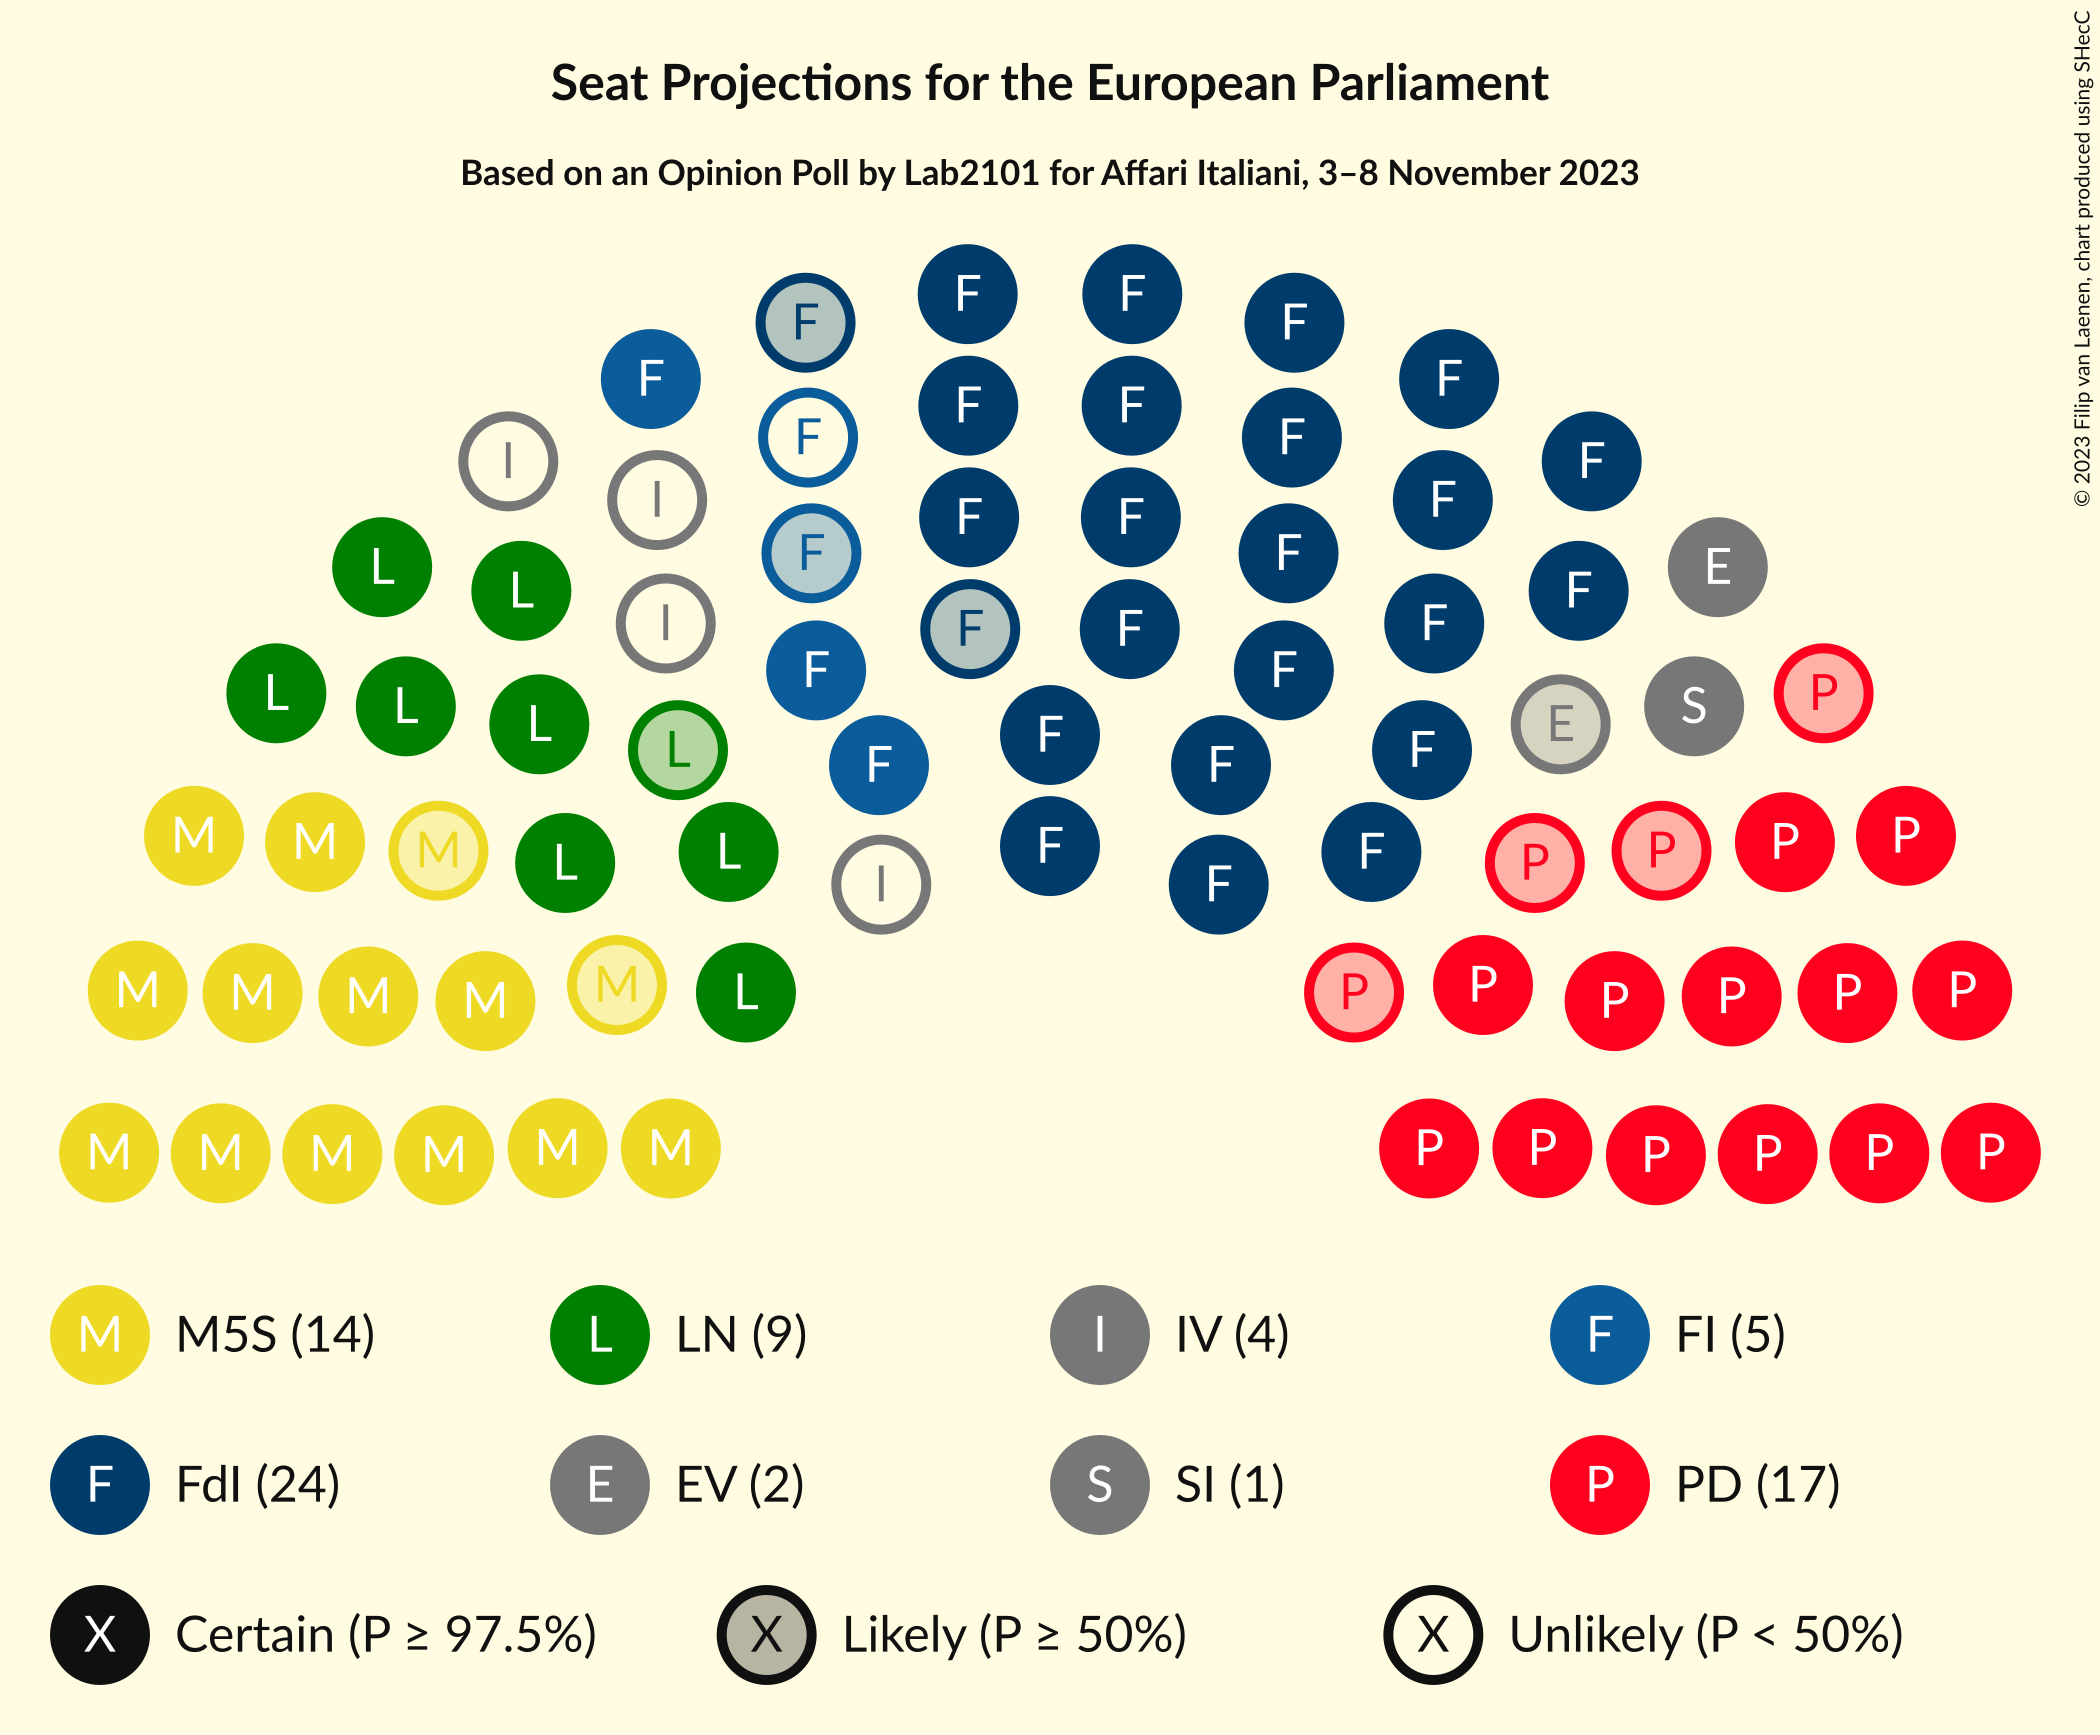 Seat Projections for the European Parliament
Based on an Opinion Poll by Lab2101 for Affari Italiani, 3–8 November 2023
© 2023 Filip van Laenen, chart produced using SHecC
F F
F F
F F
F F
F F
F F
I F
I F
F F F
L L F F E
I F
L L L L F F F E S P
F F F
M M M L L F F P P P P
I F
M M M M M L P P P P P P
M M M M M M P P P P P P
M M5S (14) L LN (9) I IV (4) F FI (5)
F FdI (24) E EV (2) S SI (1) P PD (17)
X Certain (P ≥ 97.5%) X Likely (P ≥ 50%) X Unlikely (P < 50%)